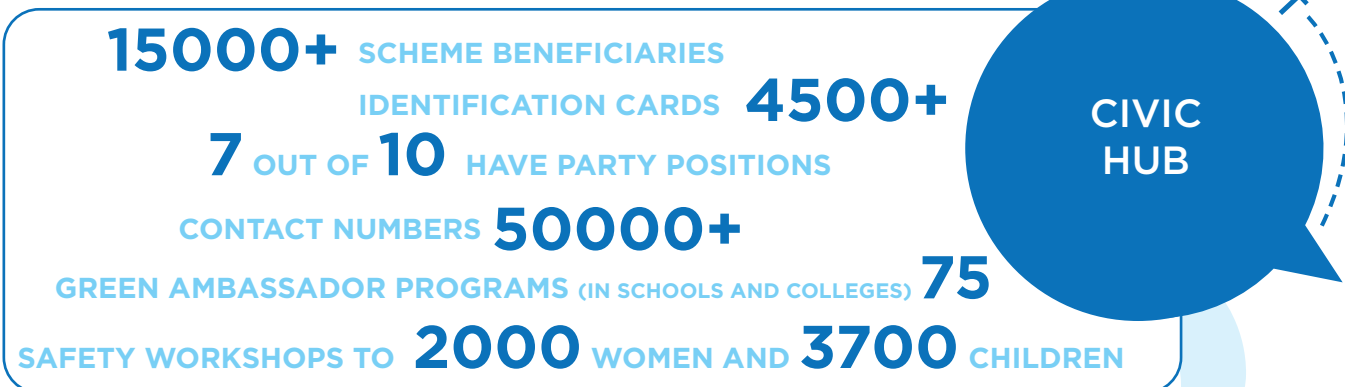 15000+ SCHEME BENEFICIARIES
IDENTIFICATION CARDS 4500+
7 OUT OF 10 HAVE PARTY POSITIONS
CONTACT NUMBERS 50000+
GREEN AMBASSADOR PROGRAMS (IN SCHOOLS AND COLLEGES) 75
SAFETY WORKSHOPS TO 2000 WOMEN AND 3700 CHILDREN
CIVIC
HUB